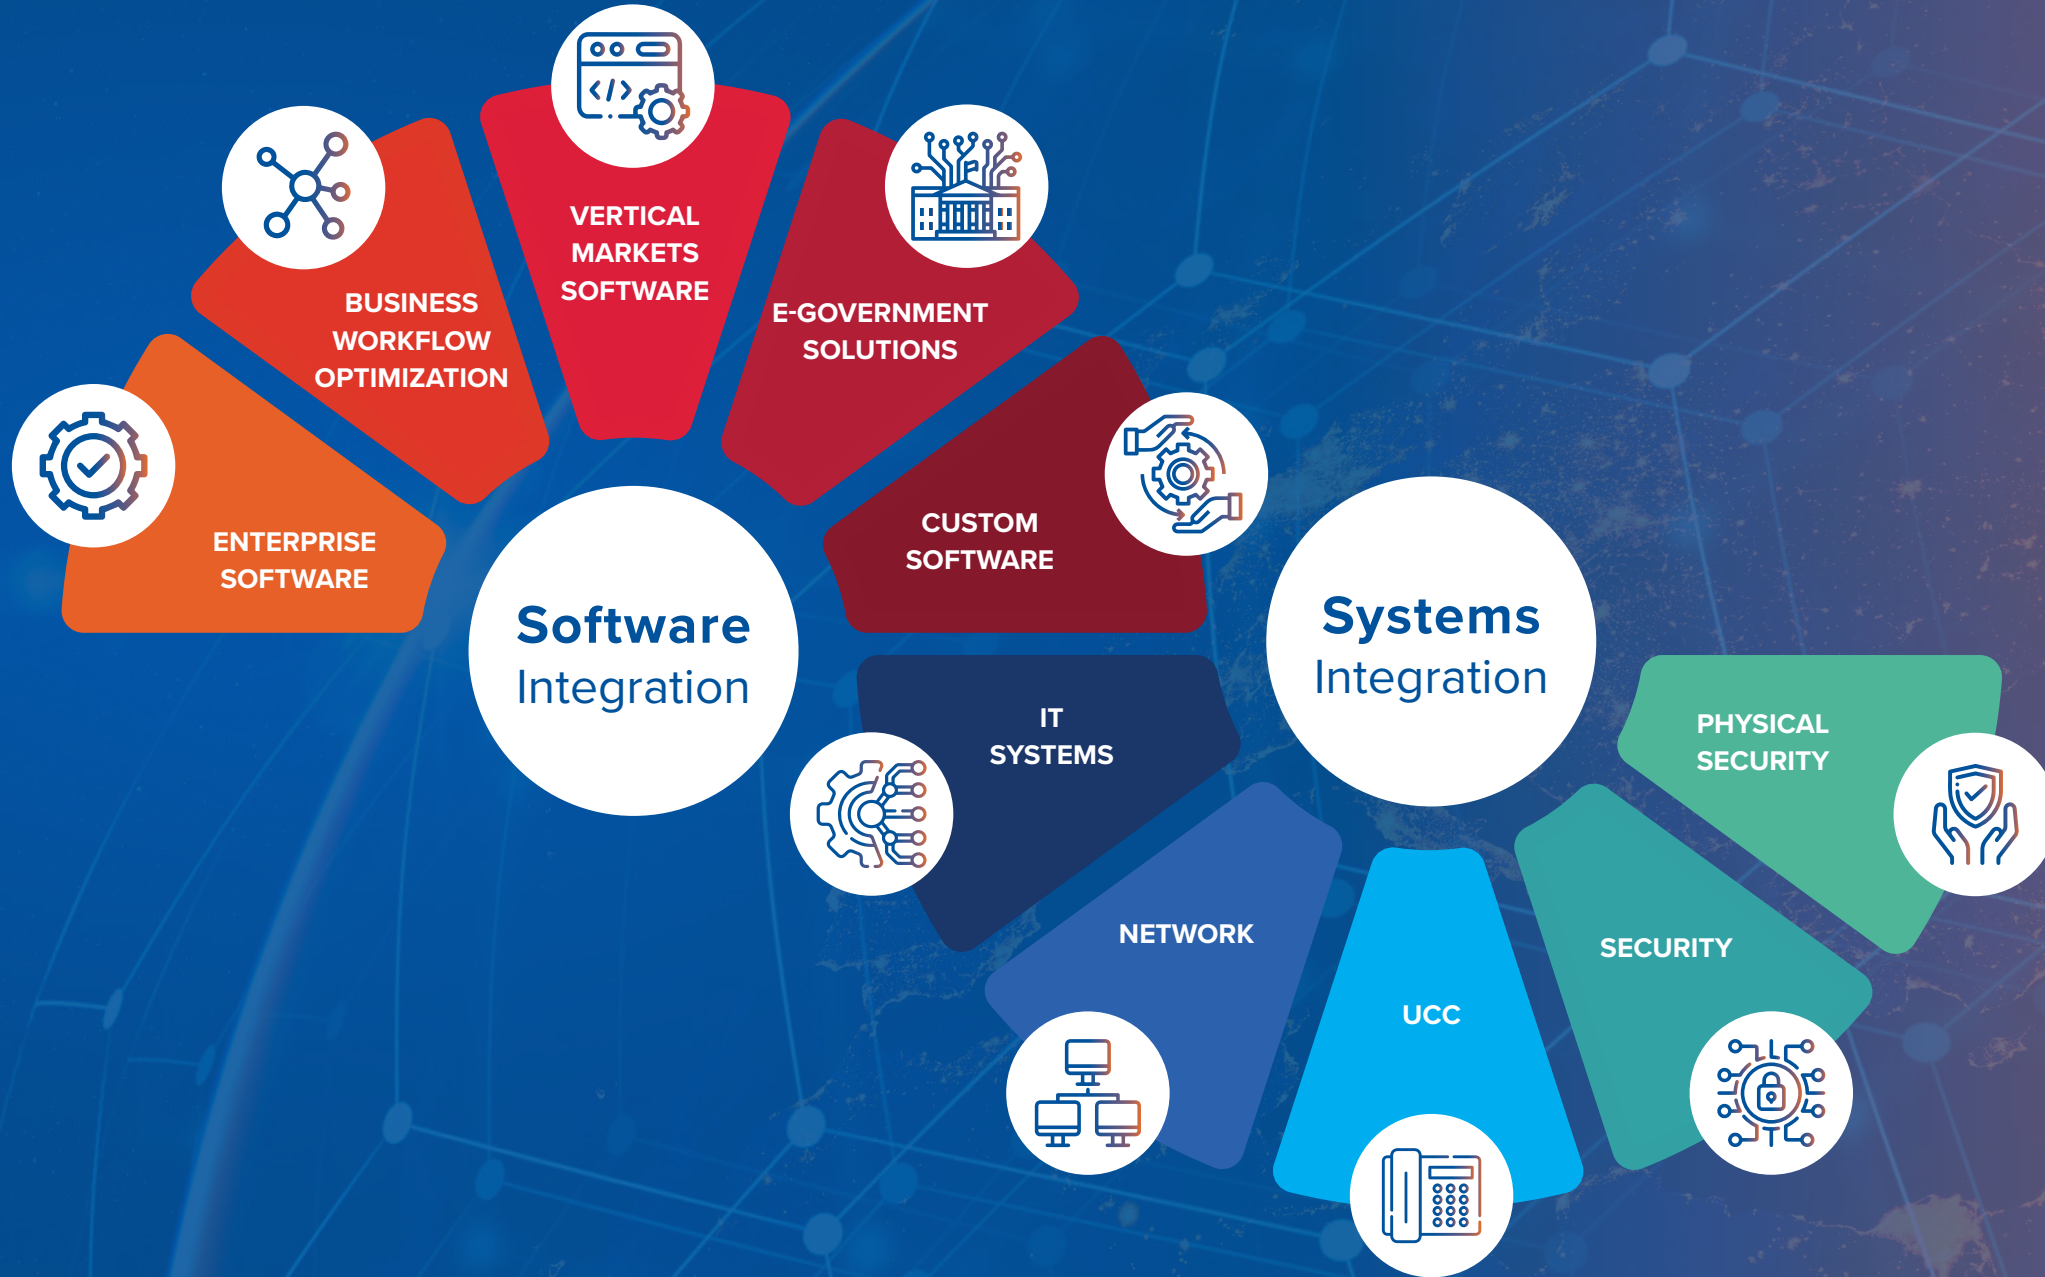 VERTICAL
MARKETS
SOFTWARE
BUSINESS
WORKFLOW
OPTIMIZATION
E-GOVERNMENT
SOLUTIONS
ENTERPRISE
SOFTWARE
CUSTOM
SOFTWARE
Software
Integration
Systems
Integration
IT
SYSTEMS
PHYSICAL
SECURITY
NETWORK
SECURITY
UCC